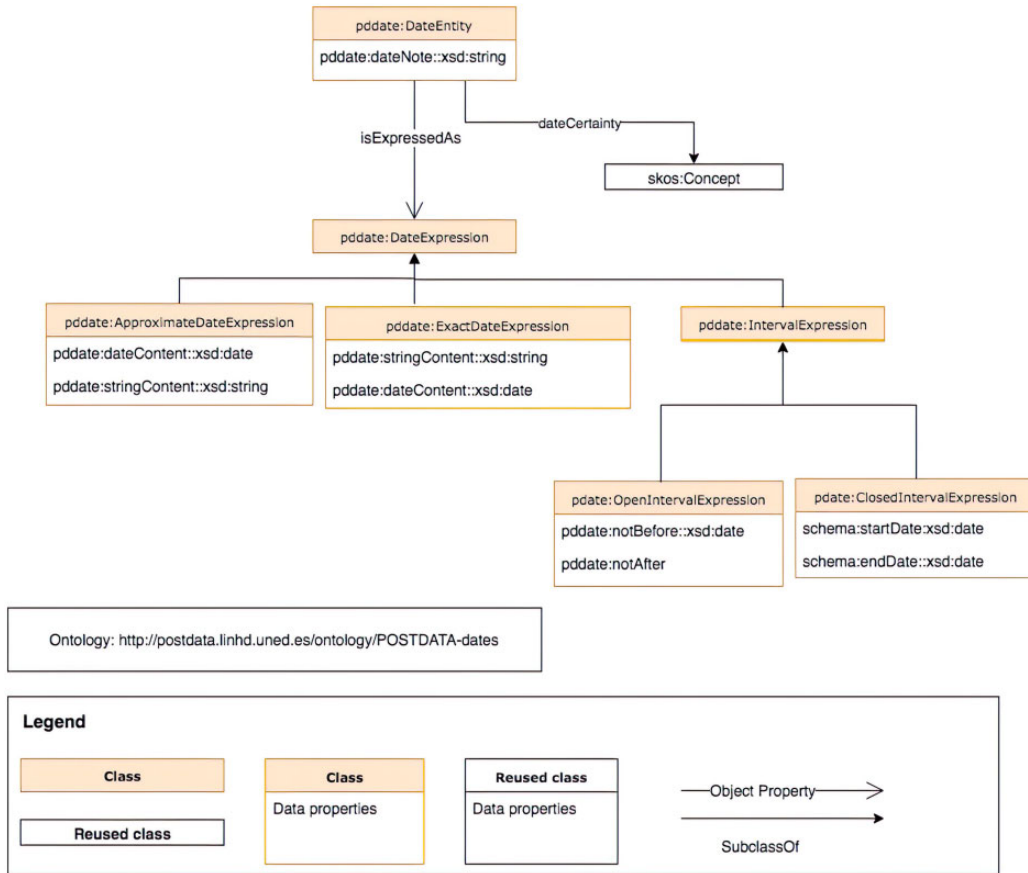 pddate:DateEntity
pddate:dateNote::xsd:string
isExpressedAs
dateCertainty
skos:Concept
pddate:DateExpression
pddate:ApproximateDateExpression
pddate:dateContent::xsd:date
pddate:stringContent::xsd:string
pddate:ExactDateExpression
pddate:stringContent::xsd:string
pddate:dateContent::xsd:date
pddate:IntervalExpression
pdate:OpenIntervalExpression
pddate:notBefore::xsd:date
pddate:notAfter
pdate:ClosedIntervalExpression
schema:startDate:xsd:date
schema:endDate::xsd:date
Ontology: http://postdata.linhd.uned.es/ontology/POSTDATA-dates
Legend
Class
Reused class
Class
Data properties
Reused class
Data properties
Object Property
SubclassOf